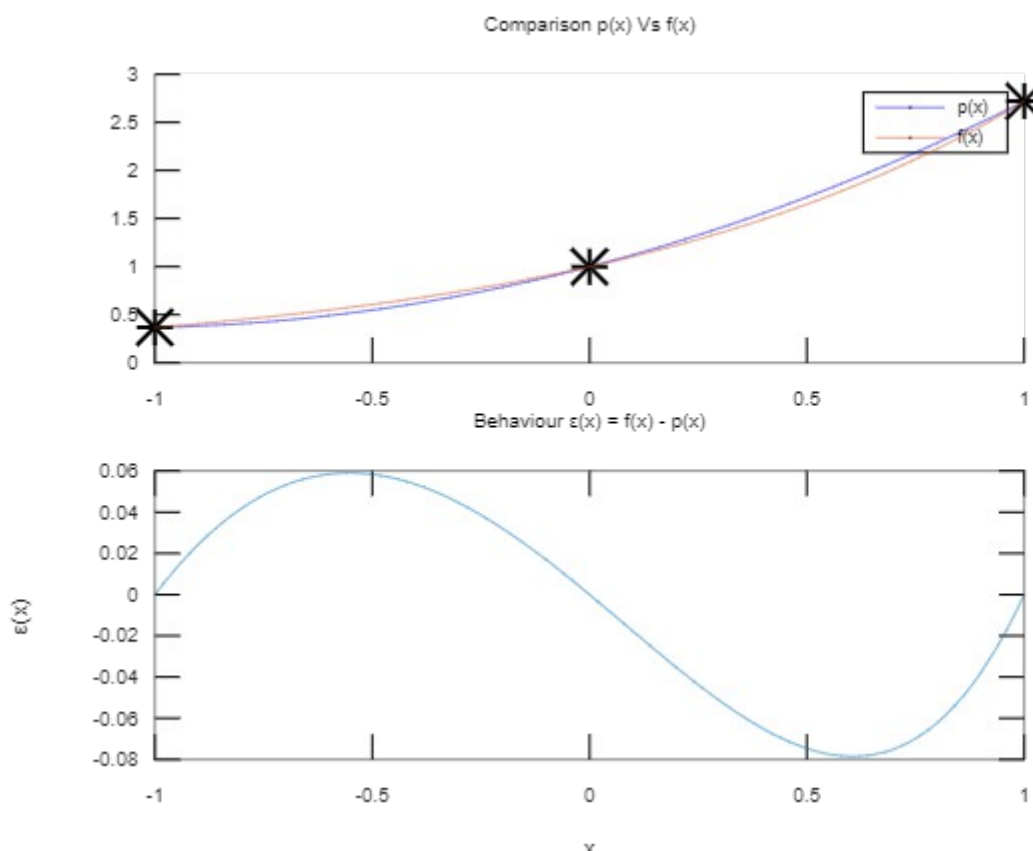 Comparison p(x) Vs f(x)
3
2.5
2
1.5
1
0.5
0
p(x)
f(x)
-1 -0.5 0 0.5 1
Behaviour ε(x) = f(x) - p(x)
0.06
0.04
0.02
0
-0.02
-0.04
-0.06
-0.08
ε(x)
-1 -0.5 0 0.5 1
x